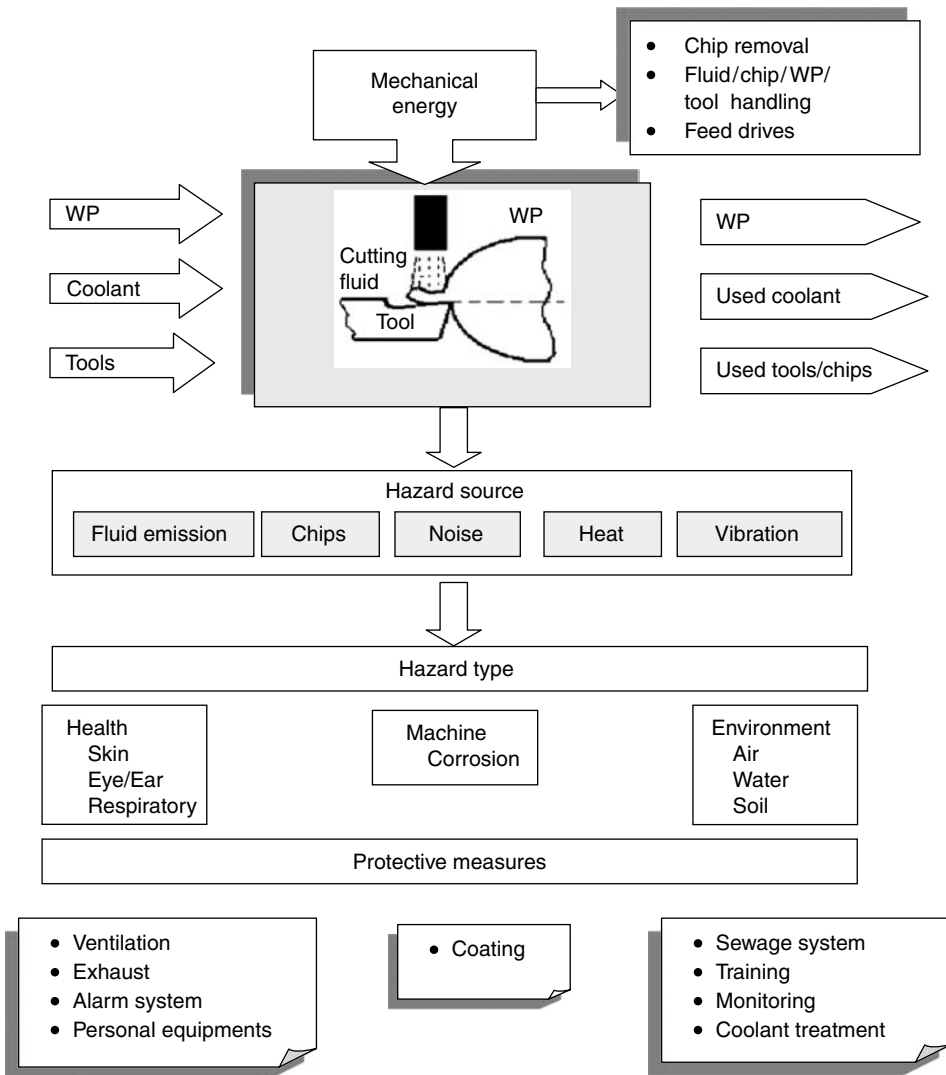 Mechanical
energy
• Chip removal
• Fluid/chip/WP/
tool handling
• Feed drives
WP
Coolant
Tools
WP
Cutting
fluid
Tool
WP
Used coolant
Used tools/chips
Hazard source
Fluid emission
Chips
Noise
Heat
Vibration
Hazard type
Health
Skin
Eye/Ear
Respiratory
Machine
Corrosion
Environment
Air
Water
Soil
Protective measures
• Ventilation
• Exhaust
• Alarm system
• Personal equipments
• Coating
• Sewage system
• Training
• Monitoring
• Coolant treatment